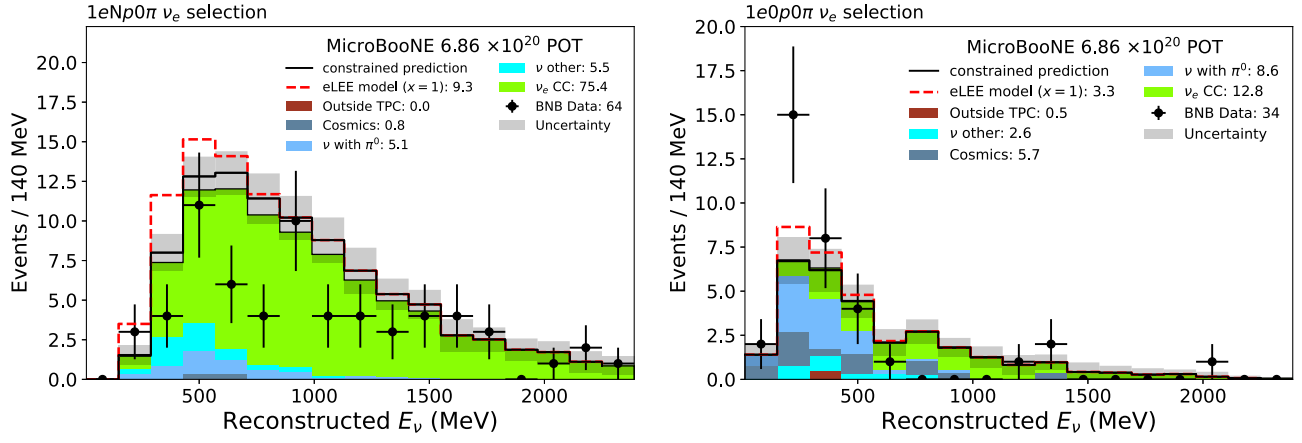 1eNp0π νe selection
MicroBooNE 6.86 ×10²⁰ POT
constrained prediction
eLEE model (x = 1): 9.3
Outside TPC: 0.0
Cosmics: 0.8
ν with π⁰: 5.1
ν other: 5.5
νe CC: 75.4
BNB Data: 64
Uncertainty
Events / 140 MeV
20.0
17.5
15.0
12.5
10.0
7.5
5.0
2.5
0.0
500 1000 1500 2000
Reconstructed Eν (MeV)
1e0p0π νe selection
MicroBooNE 6.86 ×10²⁰ POT
constrained prediction
eLEE model (x = 1): 3.3
Outside TPC: 0.5
ν other: 2.6
Cosmics: 5.7
ν with π⁰: 8.6
νe CC: 12.8
BNB Data: 34
Uncertainty
Events / 140 MeV
20.0
17.5
15.0
12.5
10.0
7.5
5.0
2.5
0.0
500 1000 1500 2000
Reconstructed Eν (MeV)